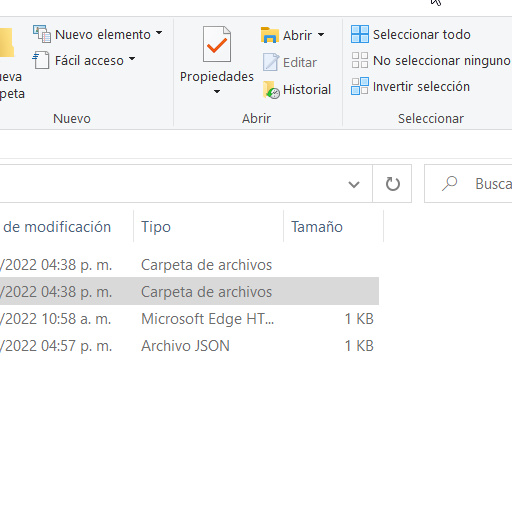 Nuevo elemento
Fácil acceso
ueva
peta
Nuevo
Propiedades
Abrir
Editar
Historial
Abrir
Seleccionar todo
No seleccionar ninguno
Invertir selección
Seleccionar
Busca
de modificación Tipo Tamaño
/2022 04:38 p. m. Carpeta de archivos
/2022 04:38 p. m. Carpeta de archivos
/2022 10:58 a. m. Microsoft Edge HT... 1 KB
/2022 04:57 p. m. Archivo JSON 1 KB